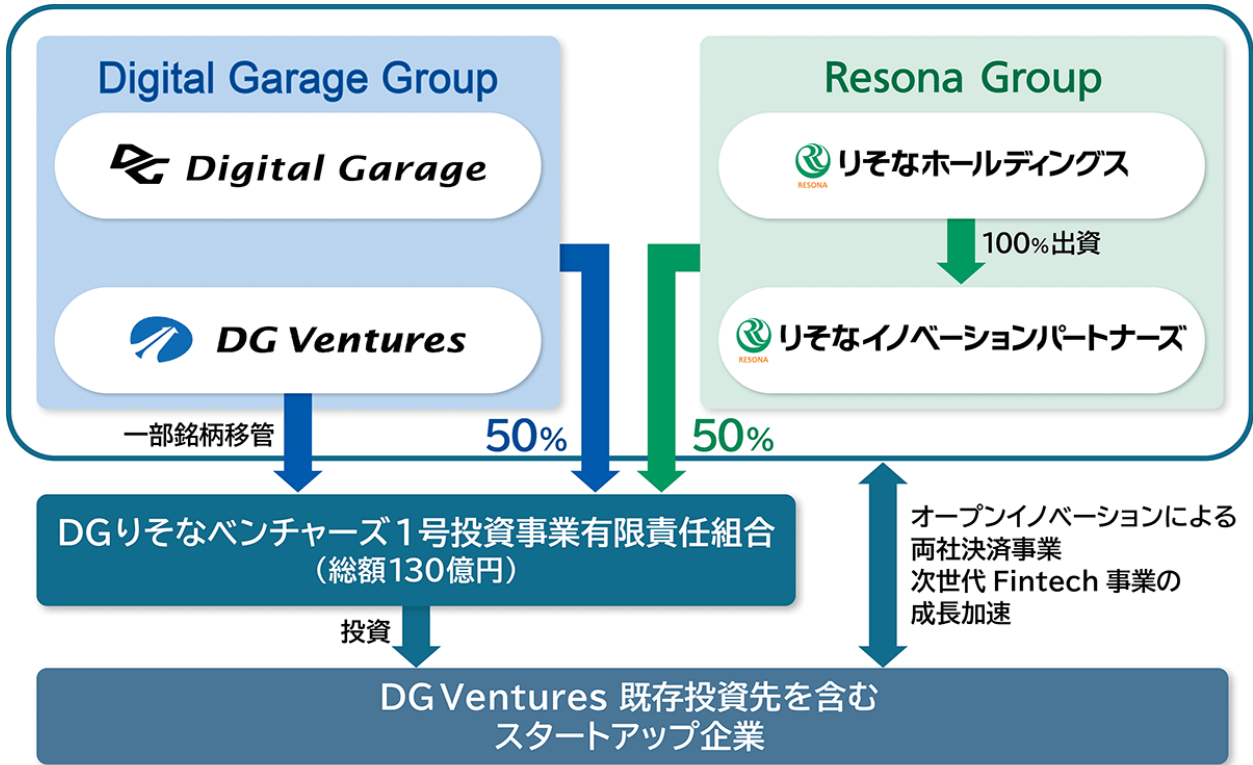 Digital Garage Group
Digital Garage
DG Ventures
Resona Group
RESONA
りそなホールディングス
100%出資
RESONA
りそなイノベーションパートナーズ
一部銘柄移管
50%
50%
DGりそなベンチャーズ1号投資事業有限責任組合
（総額130億円）
オープンイノベーションによる
両社決済事業
次世代 Fintech 事業の
成長加速
投資
DG Ventures 既存投資先を含む
スタートアップ企業